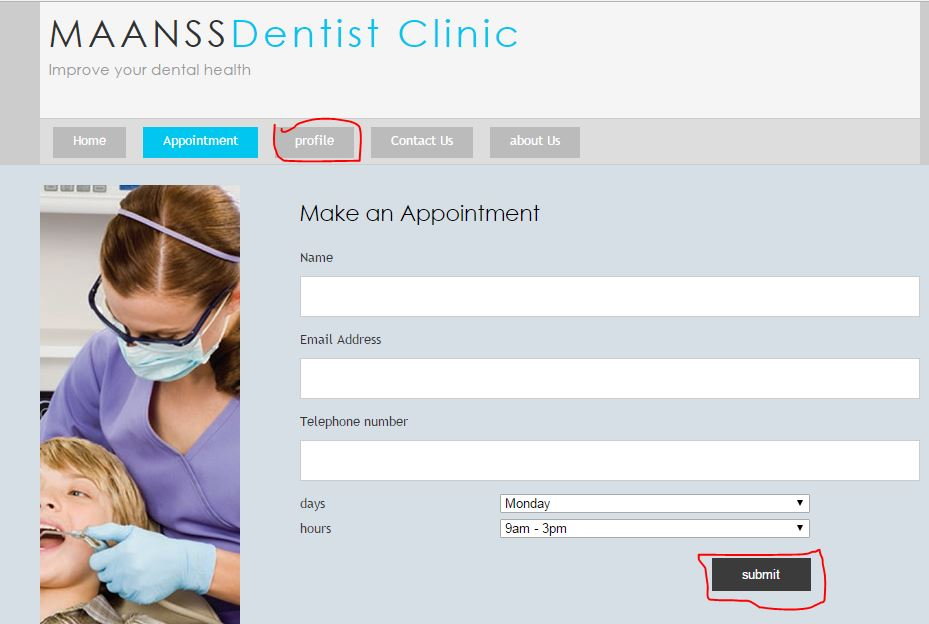 MAANSSDentist Clinic
Improve your dental health
Home Appointment profile Contact Us about Us
Make an Appointment
Name
Email Address
Telephone number
days Monday
hours 9am - 3pm
submit